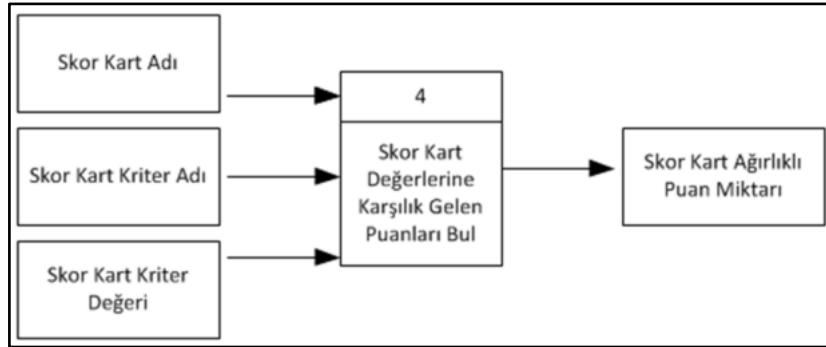 Skor Kart Adı
Skor Kart Kriter Adı
Skor Kart Kriter
Değeri
4
Skor Kart
Değerlerine
Karşılık Gelen
Puanları Bul
Skor Kart Ağırlıklı
Puan Miktarı